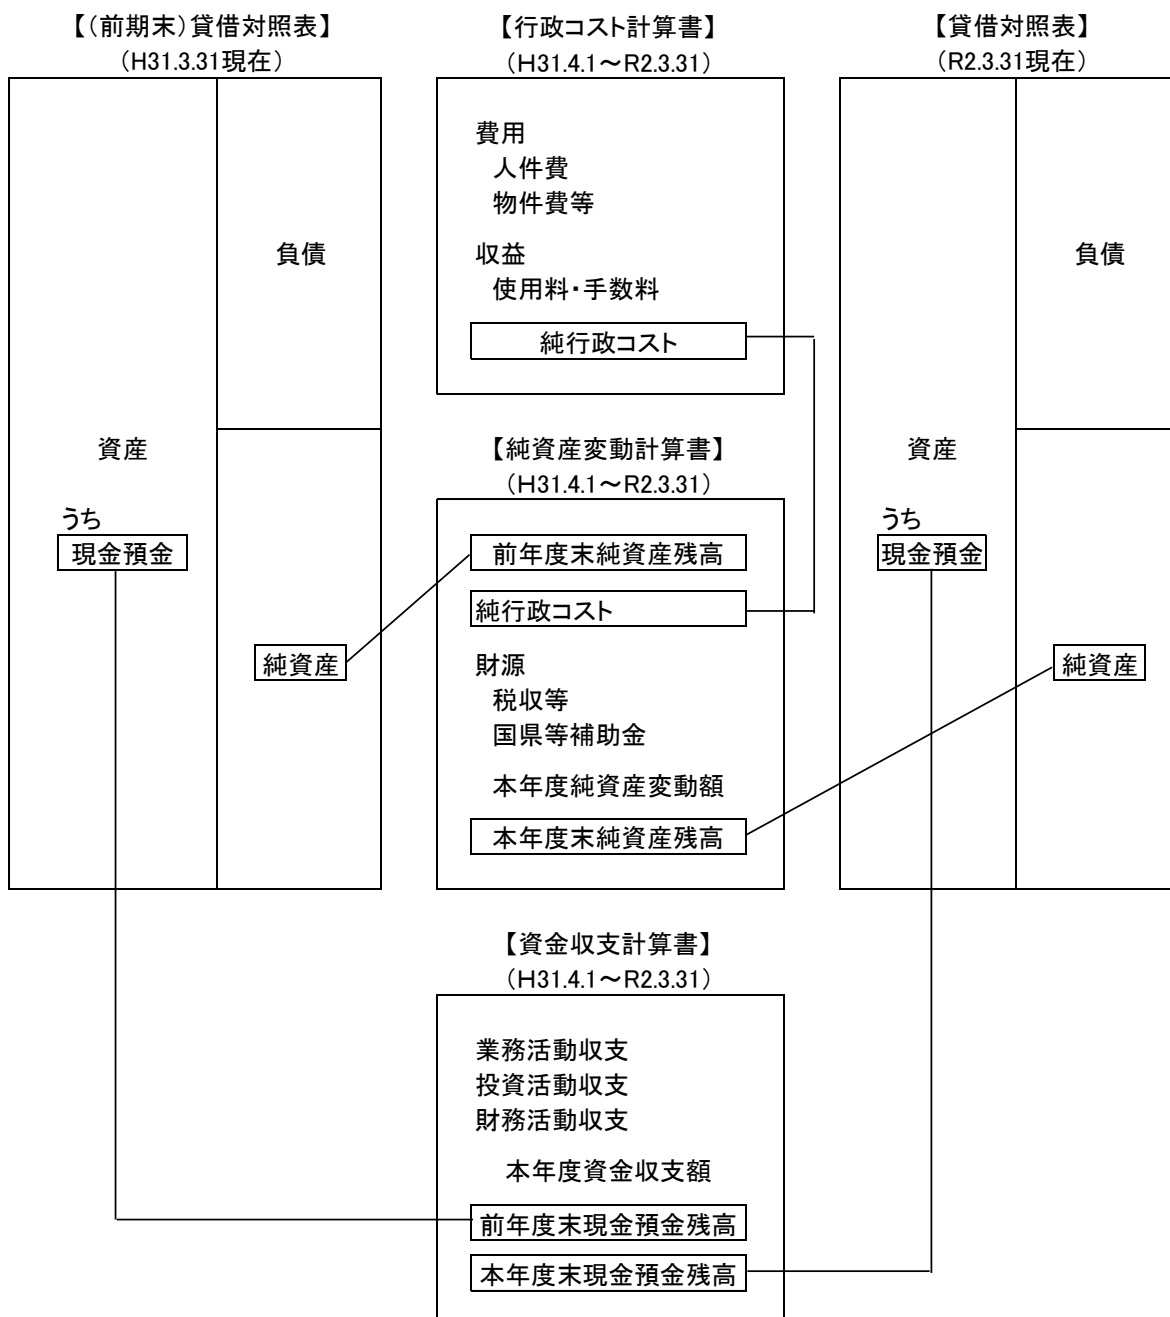 【（前期末）貸借対照表】
（H31.3.31現在）
資産
うち
現金預金
負債
純資産
【行政コスト計算書】
（H31.4.1～R2.3.31）
費用
人件費
物件費等
収益
使用料・手数料
純行政コスト
【純資産変動計算書】
（H31.4.1～R2.3.31）
前年度末純資産残高
純行政コスト
財源
税収等
国県等補助金
本年度純資産変動額
本年度末純資産残高
【貸借対照表】
（R2.3.31現在）
資産
うち
現金預金
負債
純資産
【資金収支計算書】
（H31.4.1～R2.3.31）
業務活動収支
投資活動収支
財務活動収支
本年度資金収支額
前年度末現金預金残高
本年度末現金預金残高